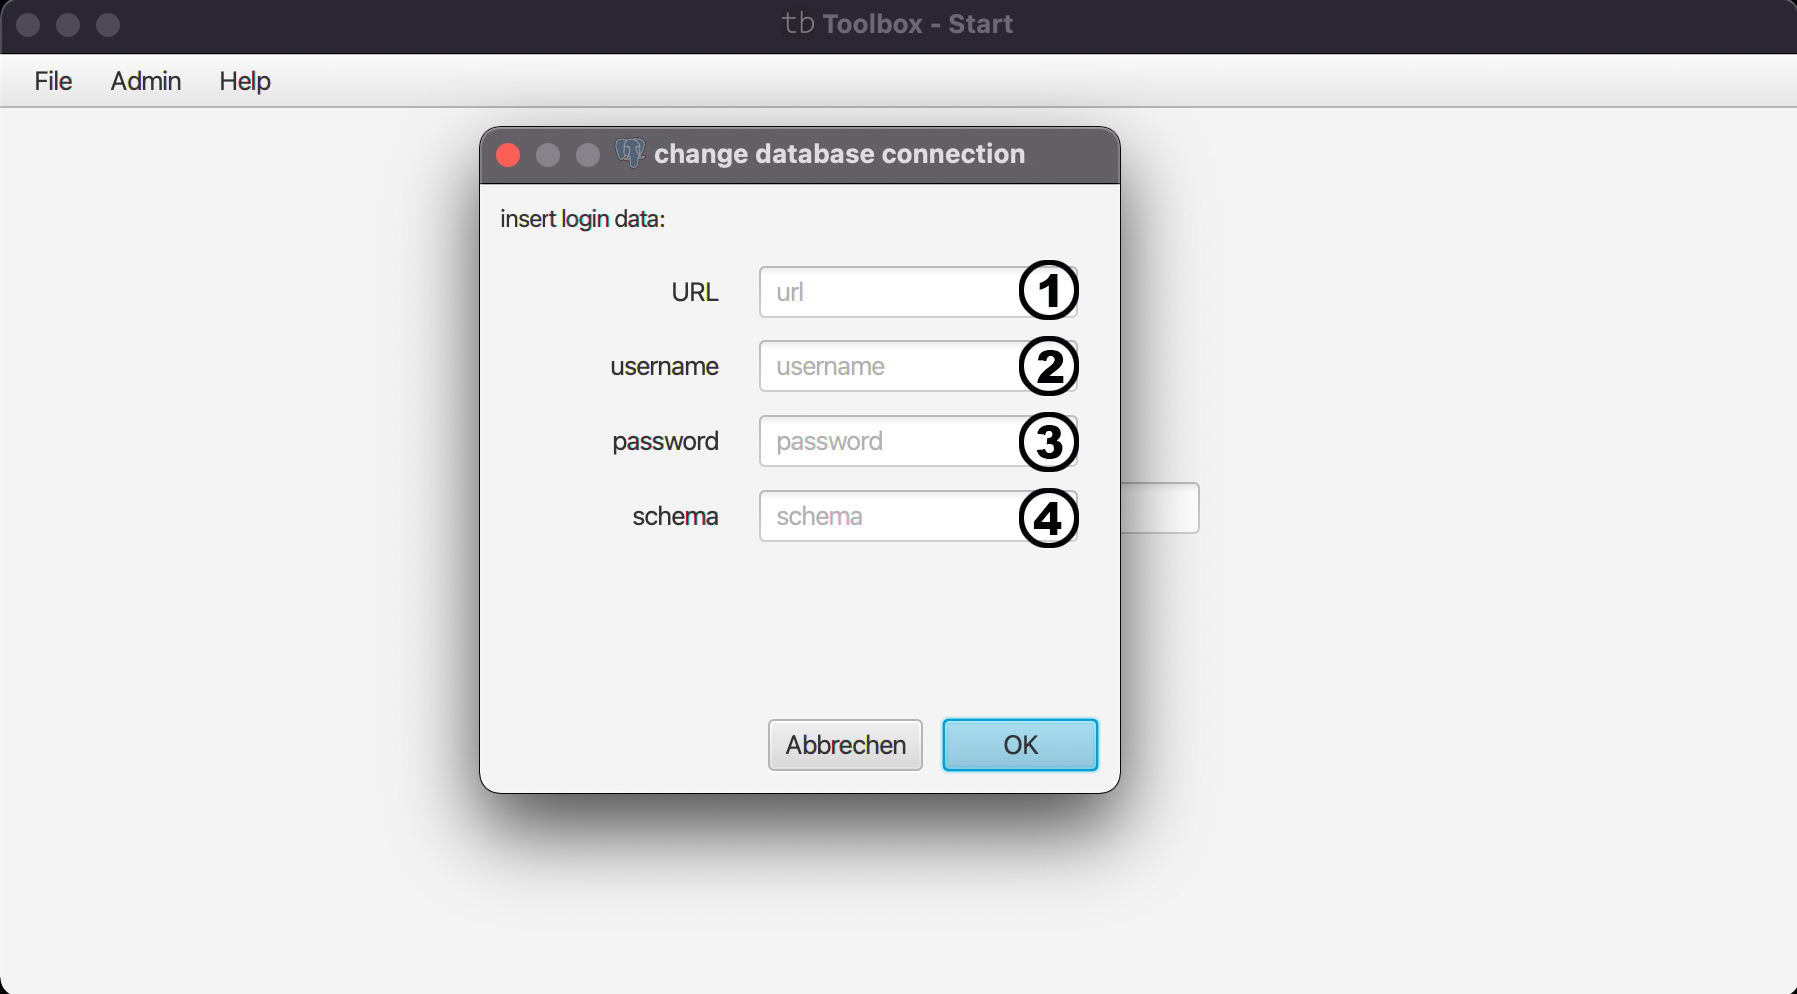 tb Toolbox - Start
File Admin Help
change database connection
insert login data:
URL url 1
username username 2
password password 3
schema schema 4
Abbrechen OK